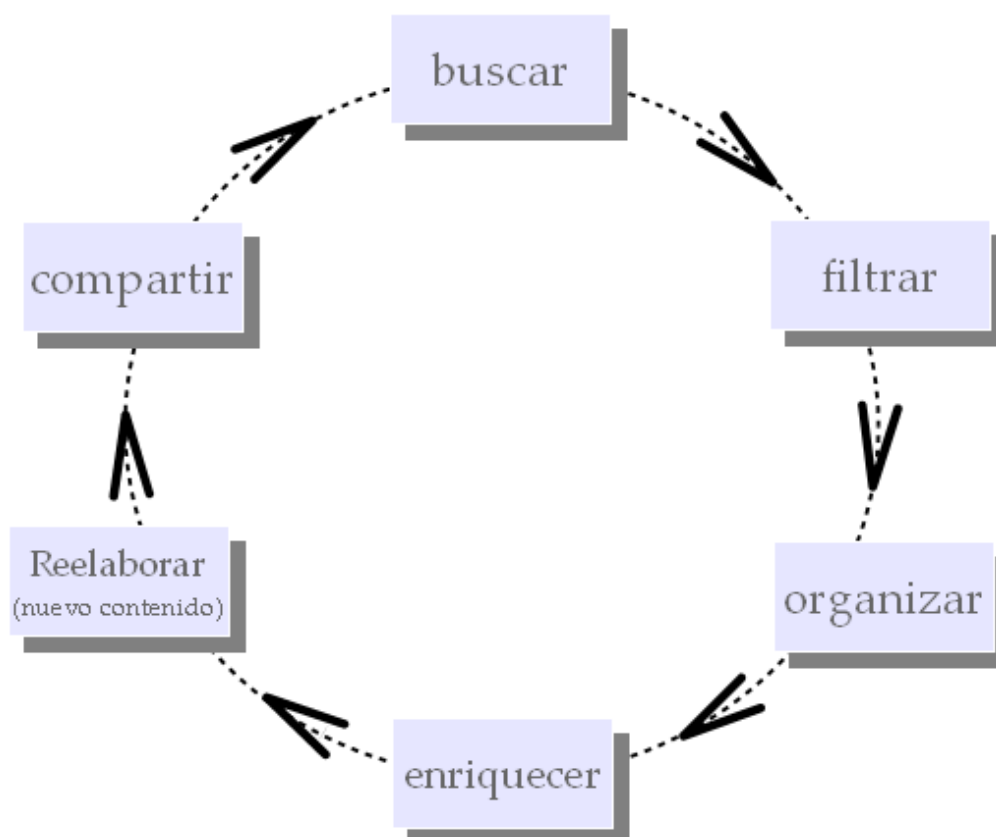 buscar
filtrar
organizar
enriquecer
Reelaborar
(nuevo contenido)
compartir